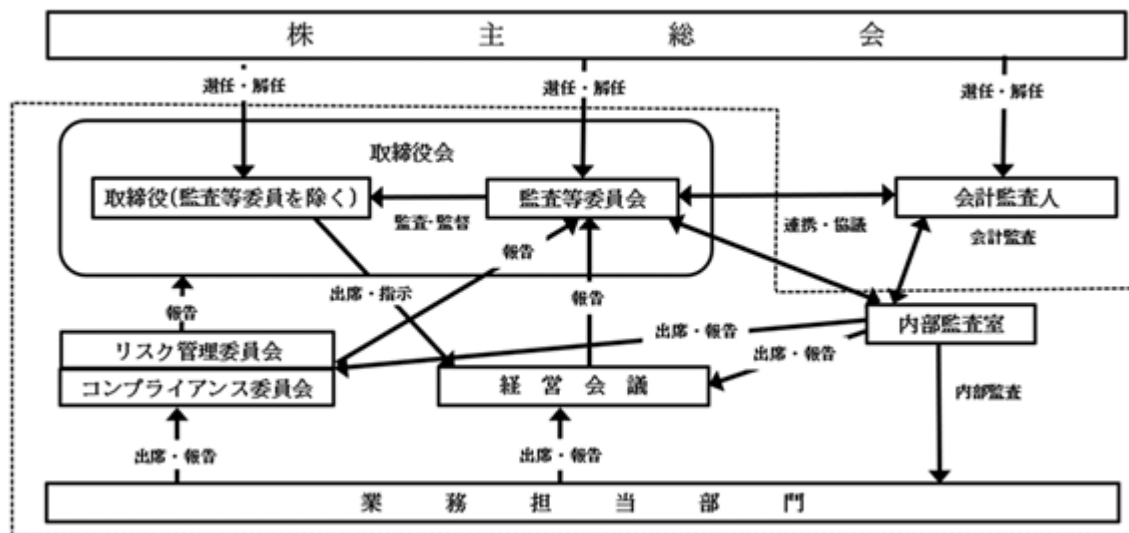 株主総会
選任・解任
選任・解任
選任・解任
取締役会
取締役(監査等委員を除く)
監査等委員会
会計監査人
監査・監督
連携・協議
会計監査
報告
出席・指示
報告
報告
内部監査室
出席・報告
リスク管理委員会
出席・報告
コンプライアンス委員会
経営会議
内部監査
出席・報告
出席・報告
業務担当部門